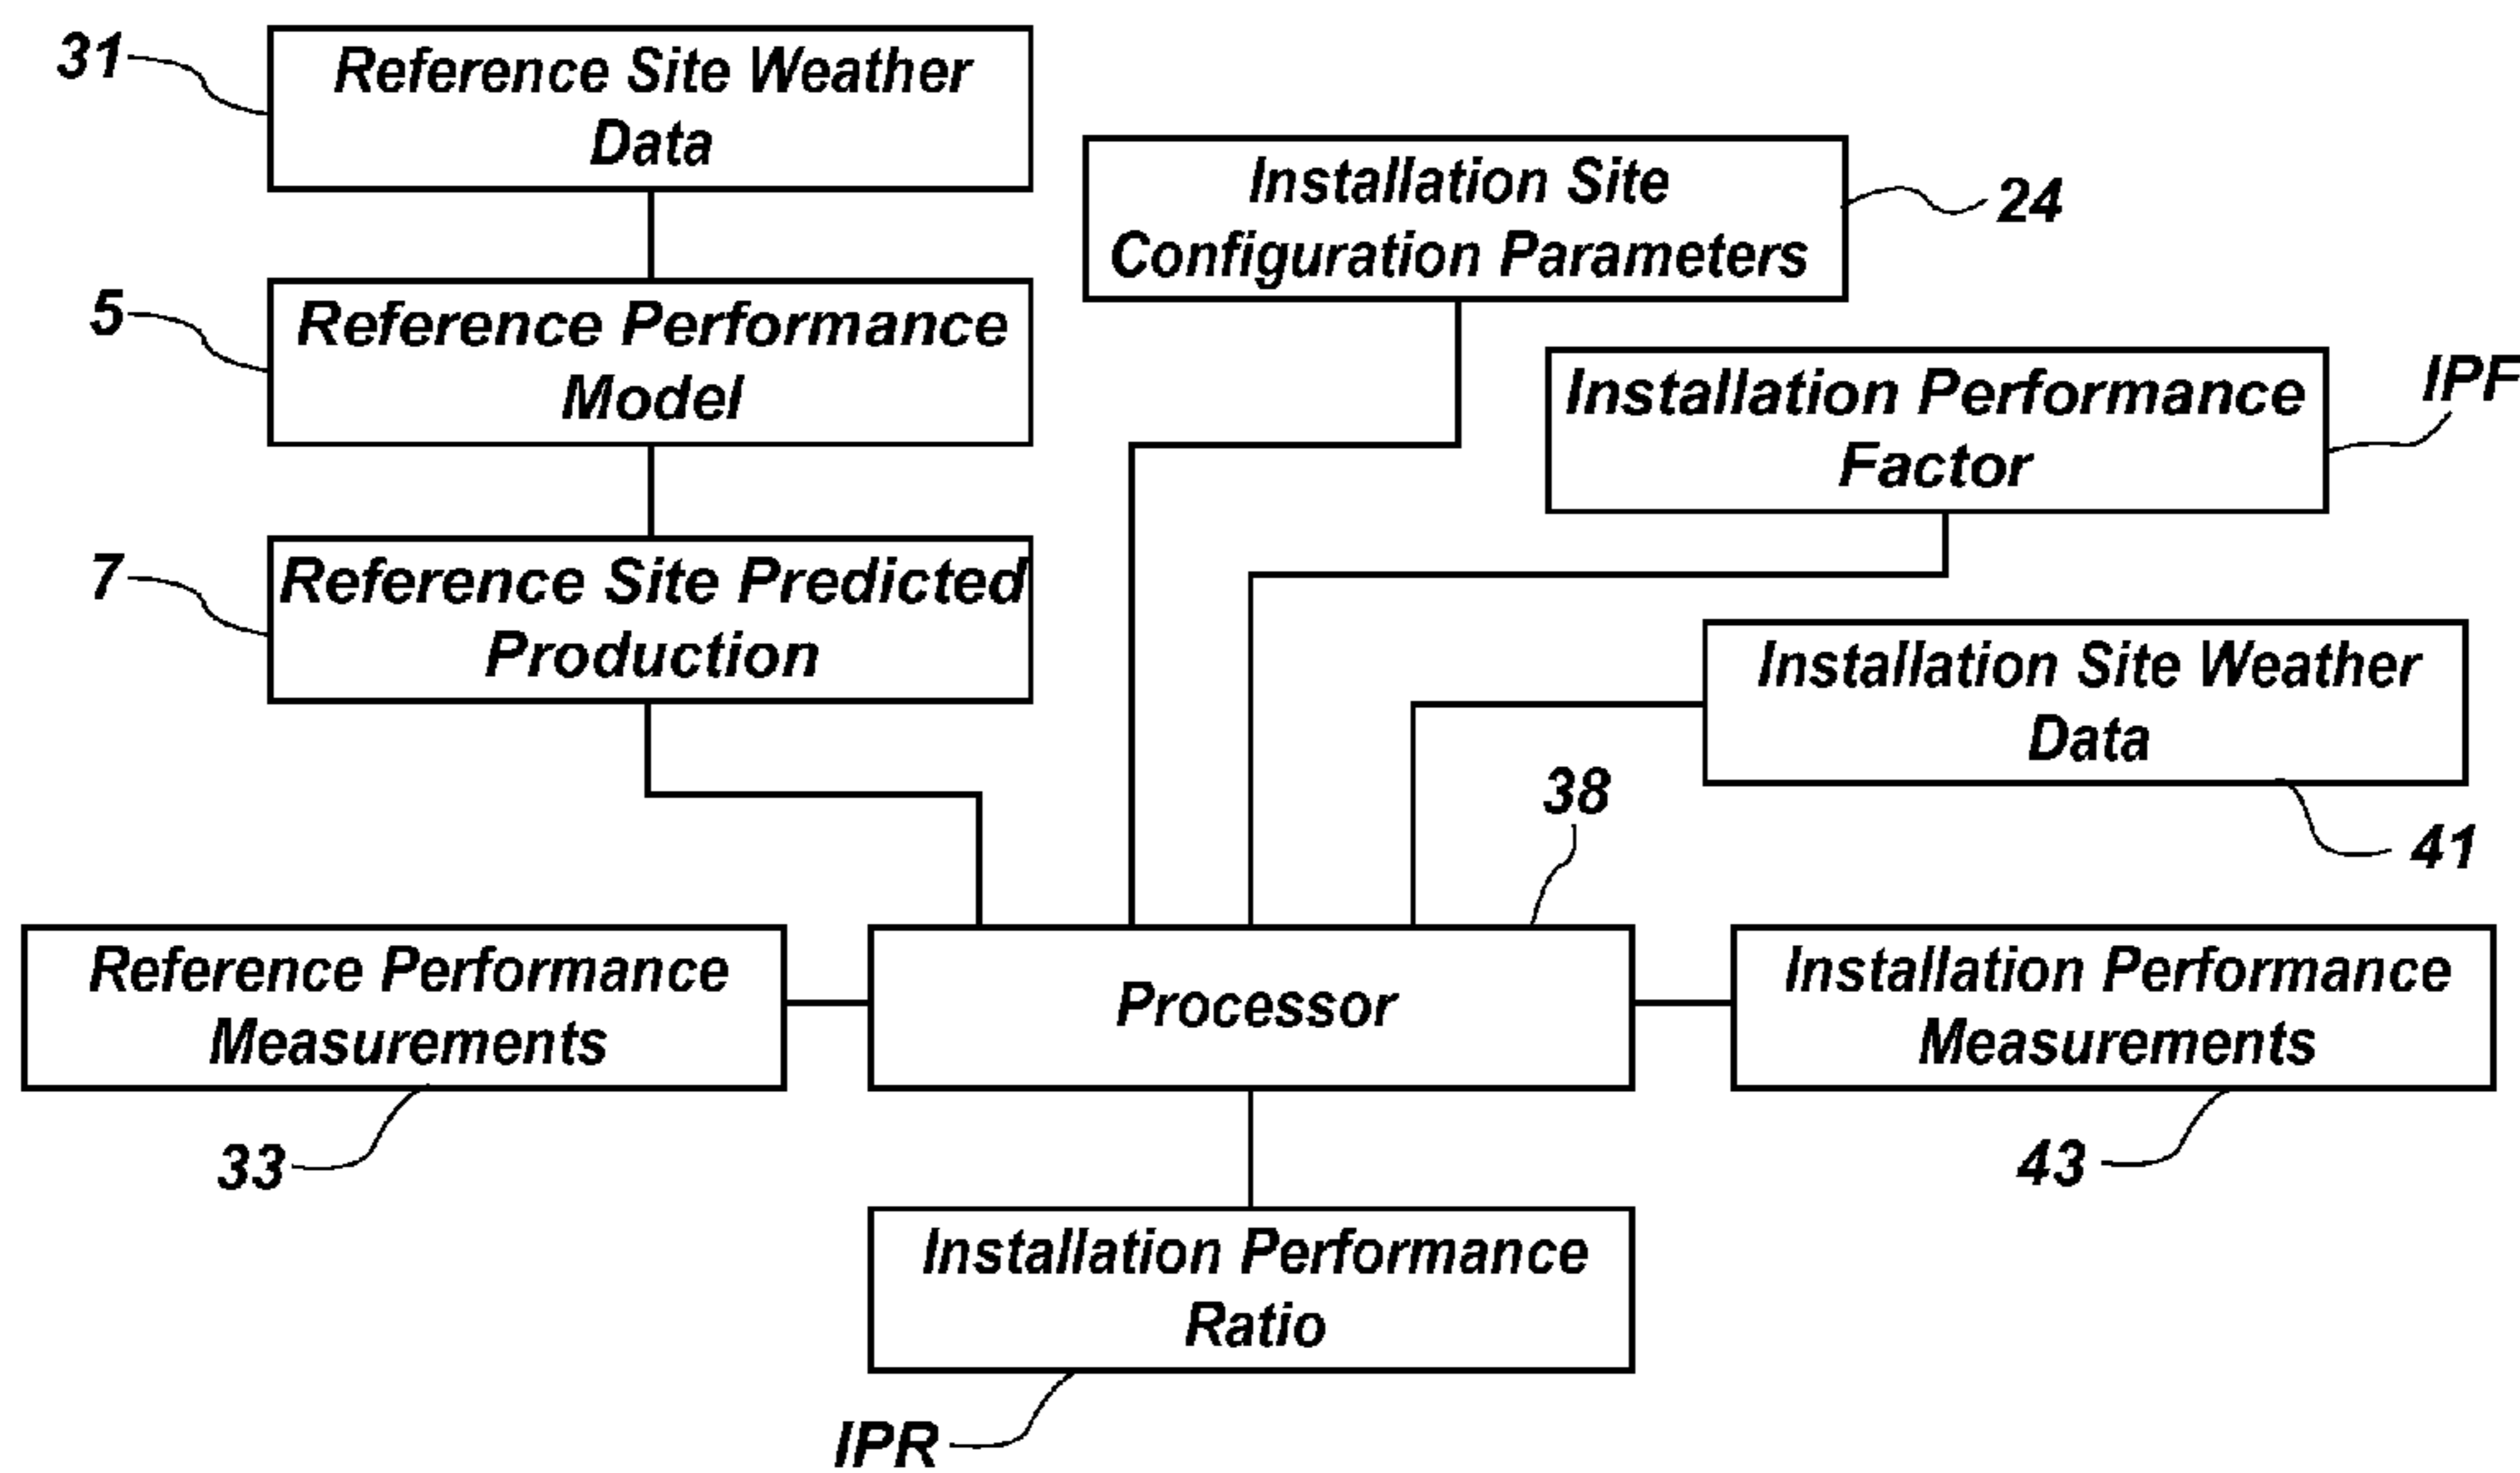 31
Reference Site Weather
Data
Installation Site
Configuration Parameters
24
5
Reference Performance
Model
Installation Performance
Factor
IPF
7
Reference Site Predicted
Production
Installation Site Weather
Data
41
38
Reference Performance
Measurements
33
Processor
Installation Performance
Measurements
43
Installation Performance
Ratio
IPR